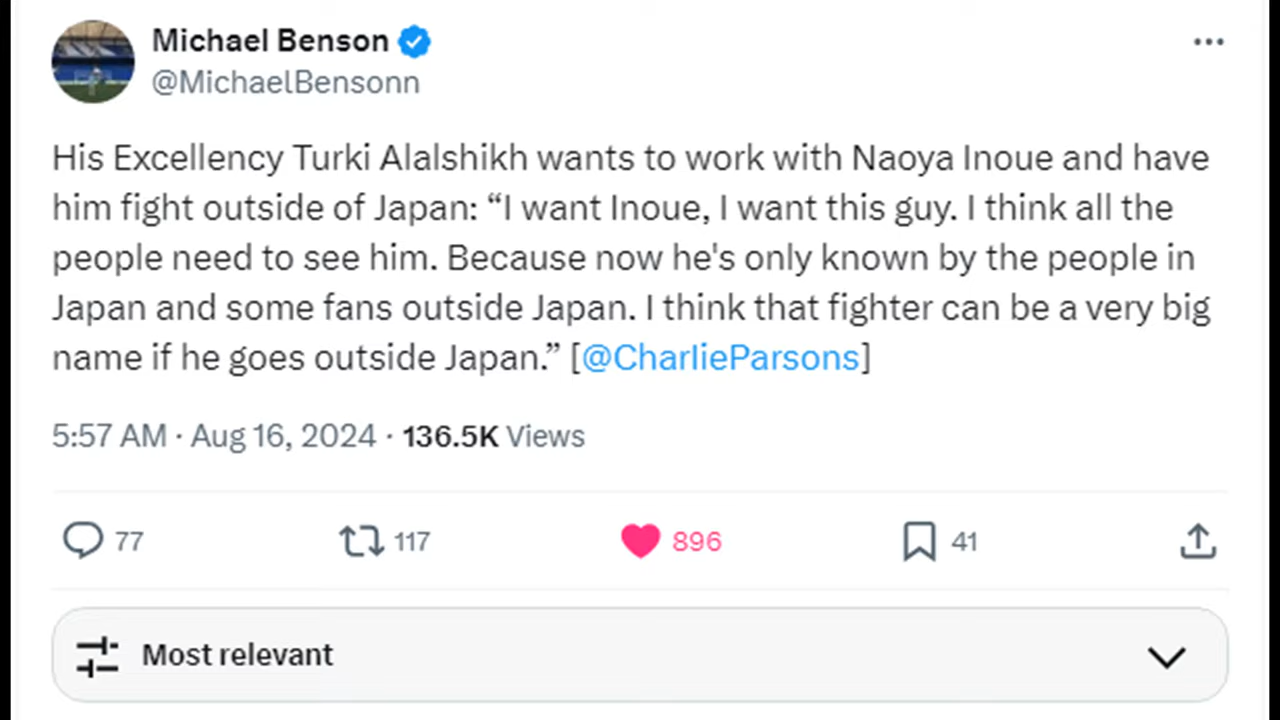 Michael Benson
@MichaelBensonn
His Excellency Turki Alalshikh wants to work with Naoya Inoue and have
him fight outside of Japan: “I want Inoue, I want this guy. I think all the
people need to see him. Because now he's only known by the people in
Japan and some fans outside Japan. I think that fighter can be a very big
name if he goes outside Japan.” [@CharlieParsons]
5:57 AM · Aug 16, 2024 · 136.5K Views
77 117 896 41
Most relevant